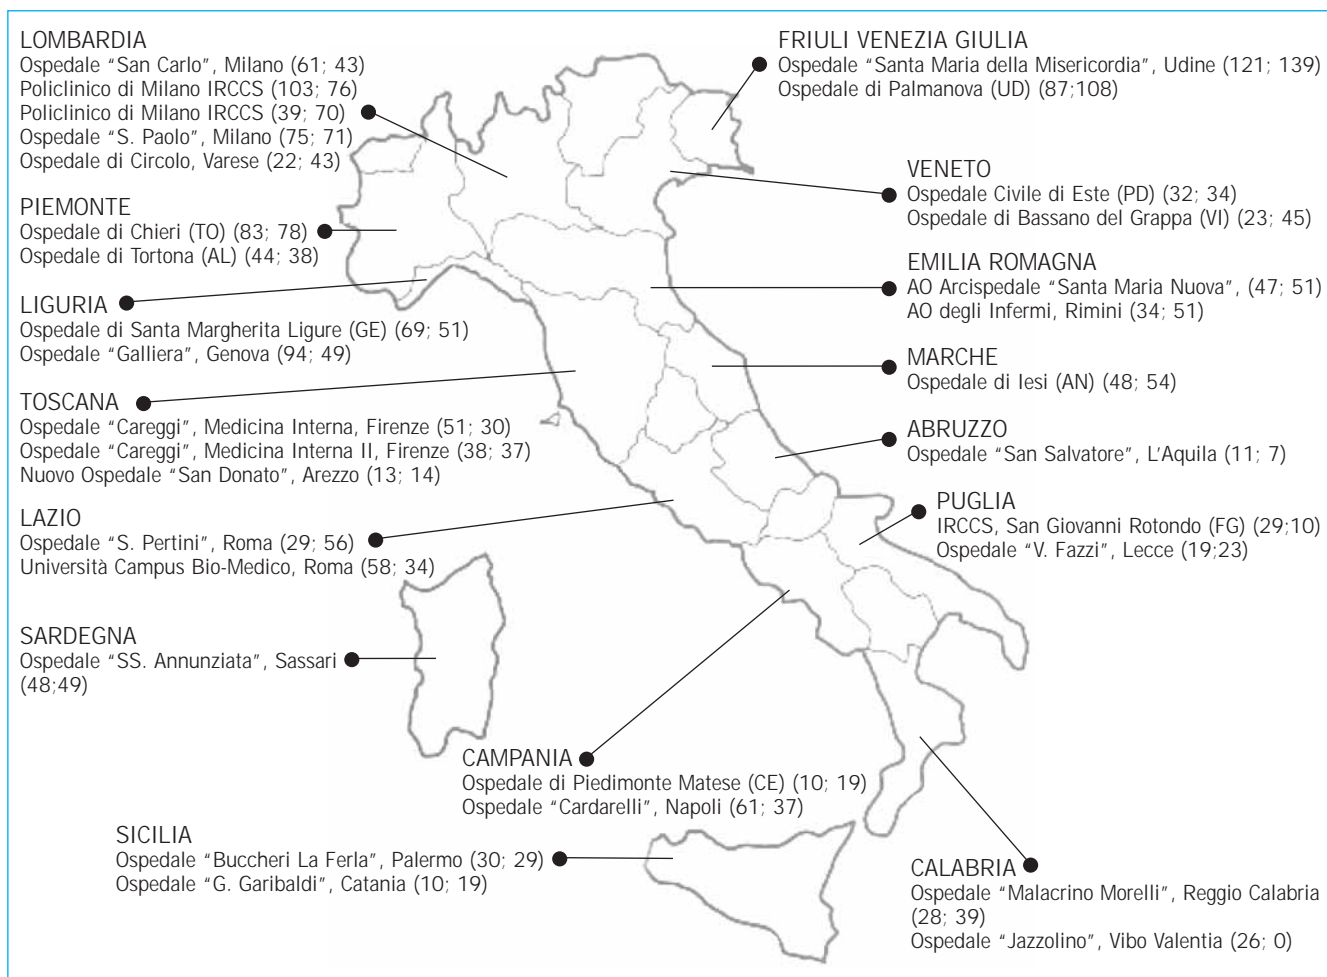 LOMBARDIA
Ospedale “San Carlo”, Milano (61; 43)
Policlinico di Milano IRCCS (103; 76)
Policlinico di Milano IRCCS (39; 70)
Ospedale “S. Paolo”, Milano (75; 71)
Ospedale di Circolo, Varese (22; 43)
PIEMONTE
Ospedale di Chieri (TO) (83; 78)
Ospedale di Tortona (AL) (44; 38)
LIGURIA
Ospedale di Santa Margherita Ligure (GE) (69; 51)
Ospedale “Galliera”, Genova (94; 49)
TOSCANA
Ospedale “Careggi”, Medicina Interna, Firenze (51; 30)
Ospedale “Careggi”, Medicina Interna II, Firenze (38; 37)
Nuovo Ospedale “San Donato”, Arezzo (13; 14)
LAZIO
Ospedale “S. Pertini”, Roma (29; 56)
Università Campus Bio-Medico, Roma (58; 34)
SARDEGNA
Ospedale “SS. Annunziata”, Sassari
(48;49)
FRIULI VENEZIA GIULIA
Ospedale “Santa Maria della Misericordia”, Udine (121; 139)
Ospedale di Palmanova (UD) (87;108)
VENETO
Ospedale Civile di Este (PD) (32; 34)
Ospedale di Bassano del Grappa (VI) (23; 45)
EMILIA ROMAGNA
AO Arcispedale “Santa Maria Nuova”, (47; 51)
AO degli Infermi, Rimini (34; 51)
MARCHE
Ospedale di Iesi (AN) (48; 54)
ABRUZZO
Ospedale “San Salvatore”, L’Aquila (11; 7)
PUGLIA
IRCCS, San Giovanni Rotondo (FG) (29;10)
Ospedale “V. Fazzi”, Lecce (19;23)
CAMPANIA
Ospedale di Piedimonte Matese (CE) (10; 19)
Ospedale “Cardarelli”, Napoli (61; 37)
SICILIA
Ospedale “Buccheri La Ferla”, Palermo (30; 29)
Ospedale “G. Garibaldi”, Catania (10; 19)
CALABRIA
Ospedale “Malacrino Morelli”, Reggio Calabria
(28; 39)
Ospedale “Jazzolino”, Vibo Valentia (26; 0)